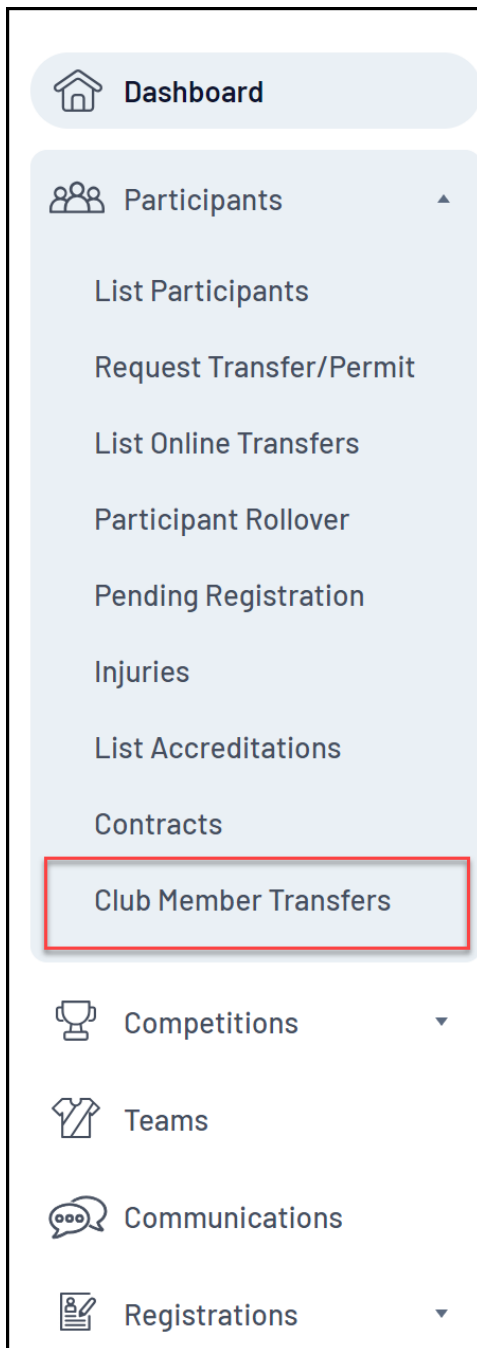 Dashboard
Participants
List Participants
Request Transfer/Permit
List Online Transfers
Participant Rollover
Pending Registration
Injuries
List Accreditations
Contracts
Club Member Transfers
Competitions
Teams
Communications
Registrations